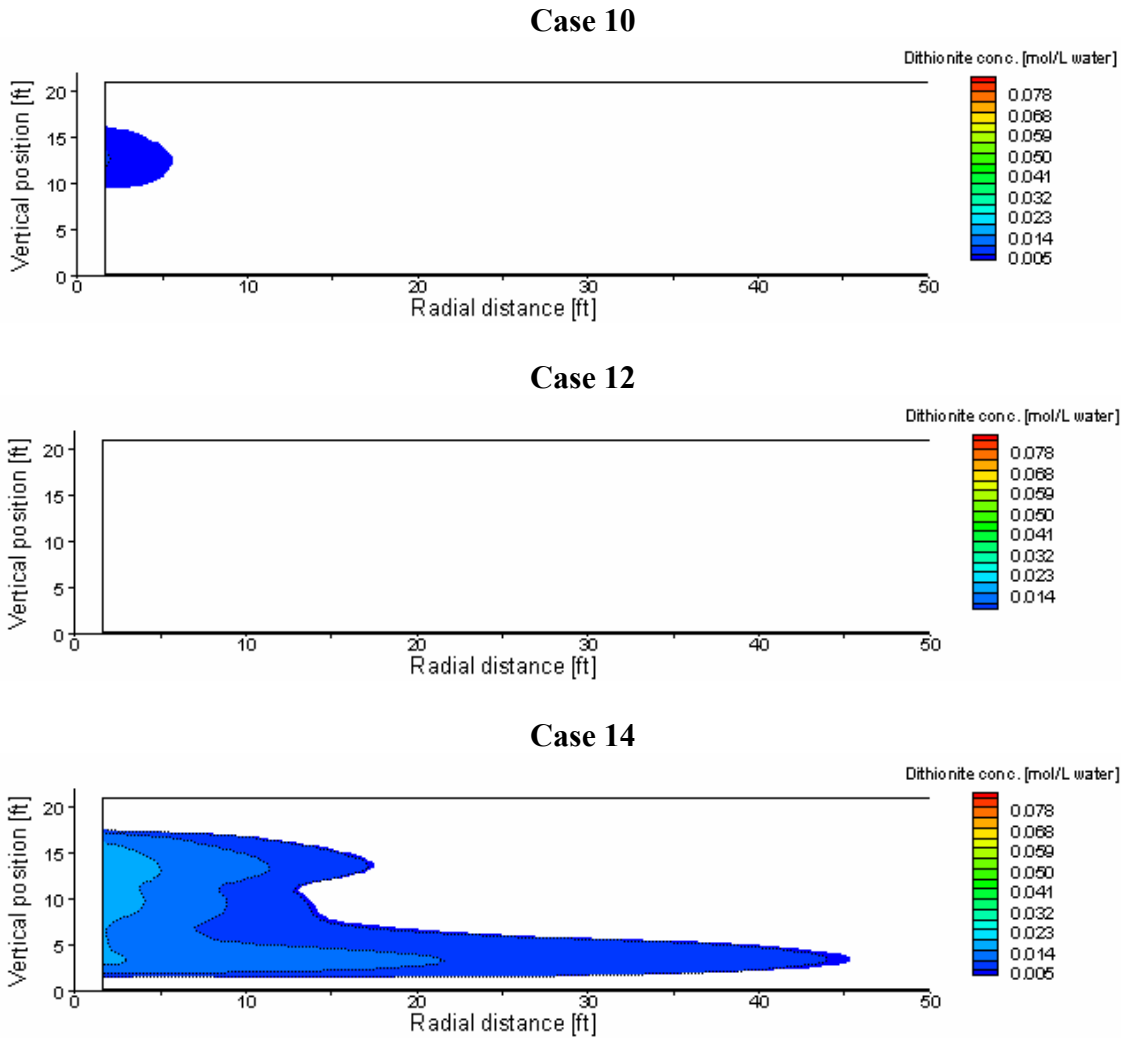 Case 10
Dithionite conc. [mol/L water]
0.078
0.068
0.059
0.050
0.041
0.032
0.023
0.014
0.005
Vertical position [ft]
20
15
10
5
0
0 10 20 30 40 50
Radial distance [ft]
Case 12
Dithionite conc. [mol/L water]
0.078
0.068
0.059
0.050
0.041
0.032
0.023
0.014
Vertical position [ft]
20
15
10
5
0
0 10 20 30 40 50
Radial distance [ft]
Case 14
Dithionite conc. [mol/L water]
0.078
0.068
0.059
0.050
0.041
0.032
0.023
0.014
0.005
Vertical position [ft]
20
15
10
5
0
0 10 20 30 40 50
Radial distance [ft]